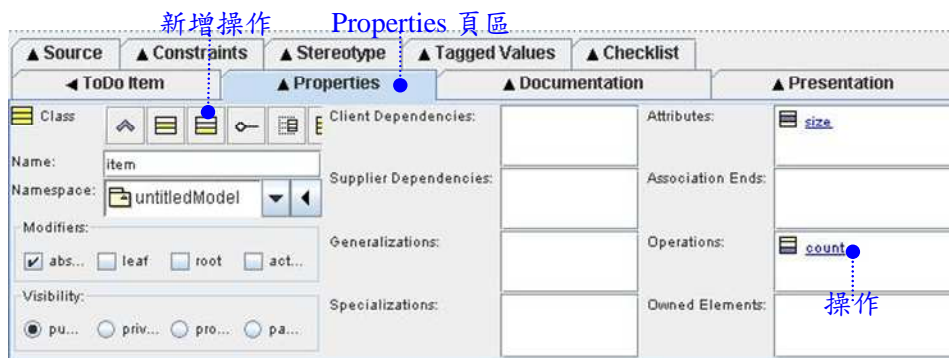 新增操作
Properties 頁區
▲ Source
▲ Constraints
▲ Stereotype
▲ Tagged Values
▲ Checklist
◀ ToDo Item
▲ Properties
▲ Documentation
▲ Presentation
Class
Name:
item
Namespace:
untitledModel
Modifiers:
abs...
leaf
root
act...
Visibility:
pu...
priv...
pro...
pa...
Client Dependencies:
Supplier Dependencies:
Generalizations:
Specializations:
Attributes:
size
Association Ends:
Operations:
count
操作
Owned Elements: